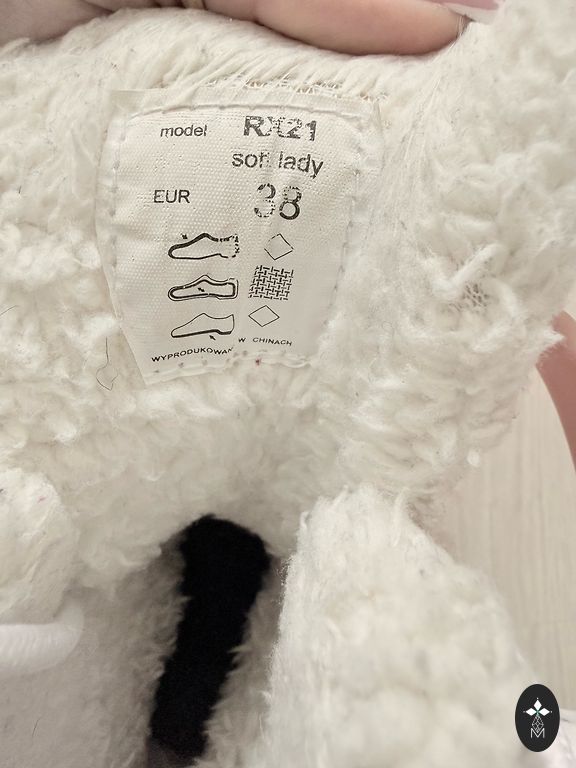 model RX21
soft lady
EUR 38
WYPRODUKOWANO W CHINACH
M